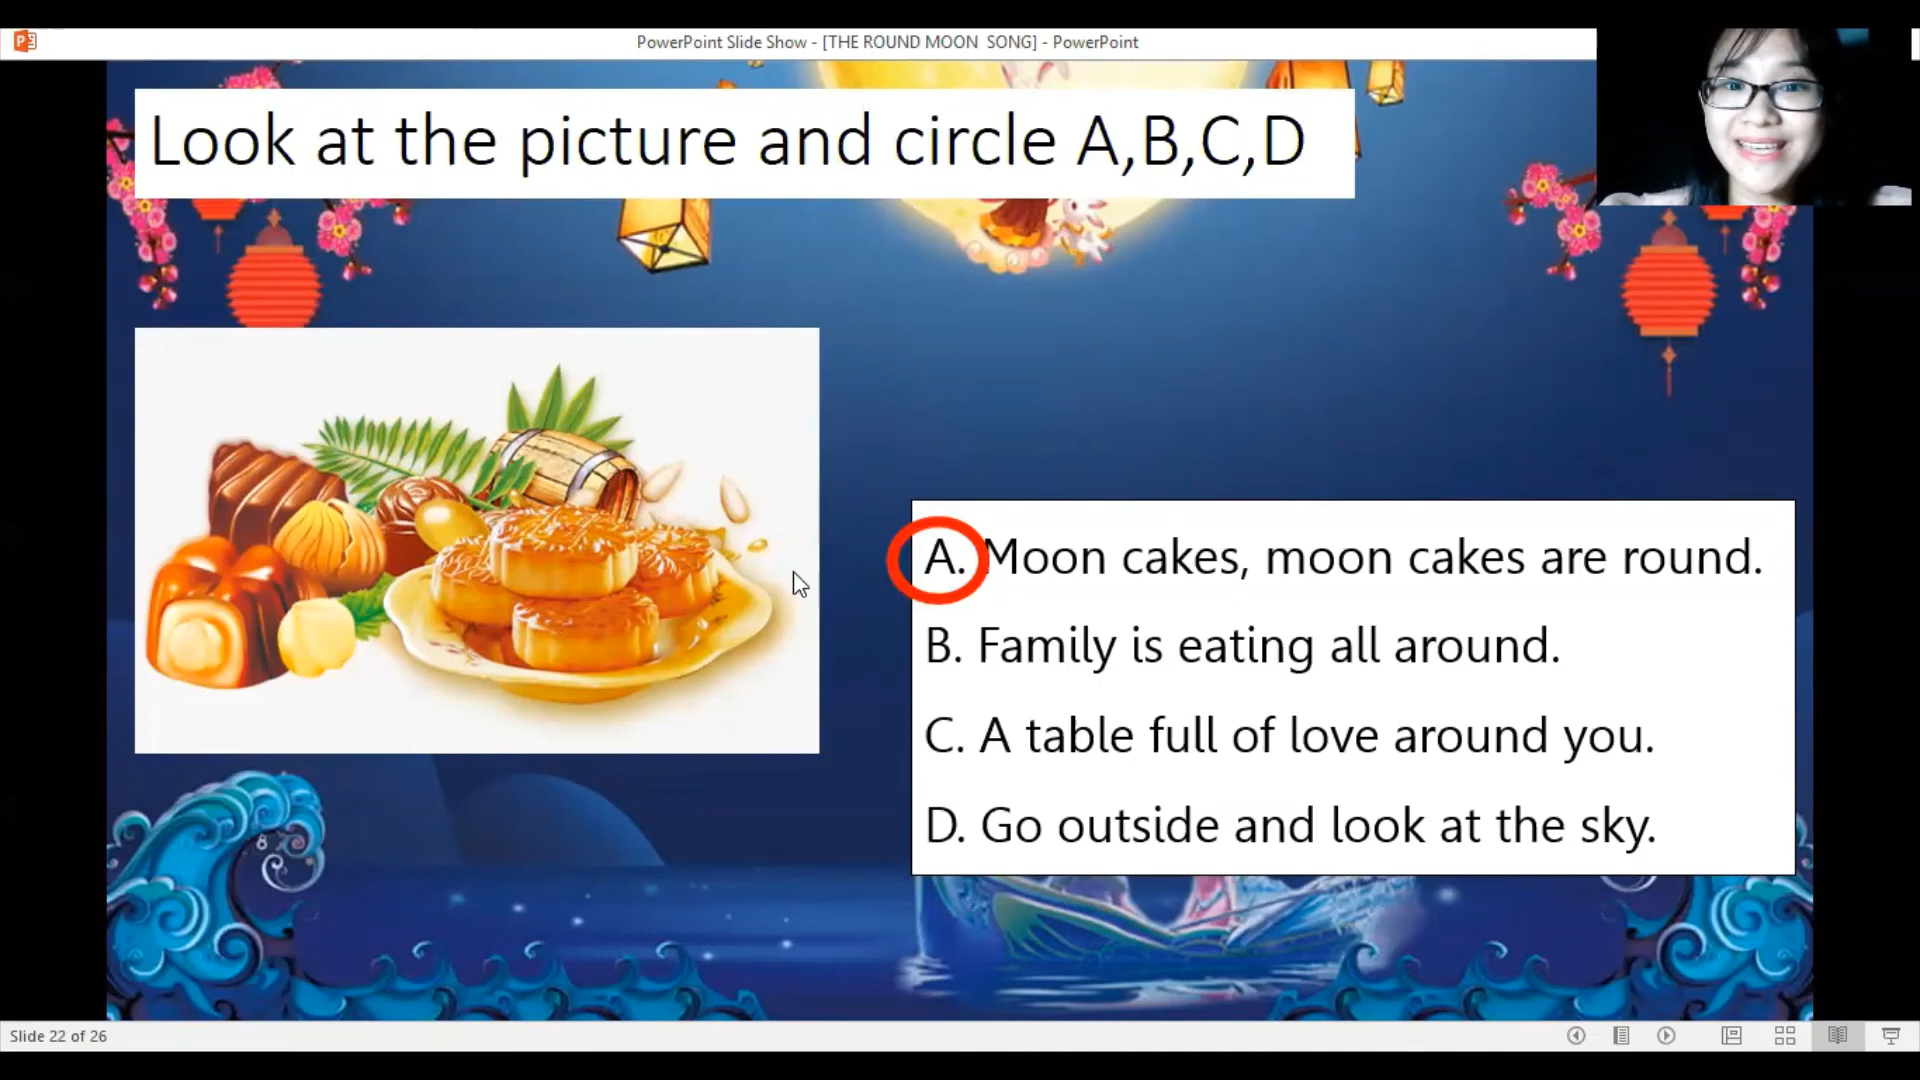 PowerPoint Slide Show - [THE ROUND MOON  SONG] - PowerPoint
Look at the picture and circle A,B,C,D
A. Moon cakes, moon cakes are round.
B. Family is eating all around.
C. A table full of love around you.
D. Go outside and look at the sky.
Slide 22 of 26